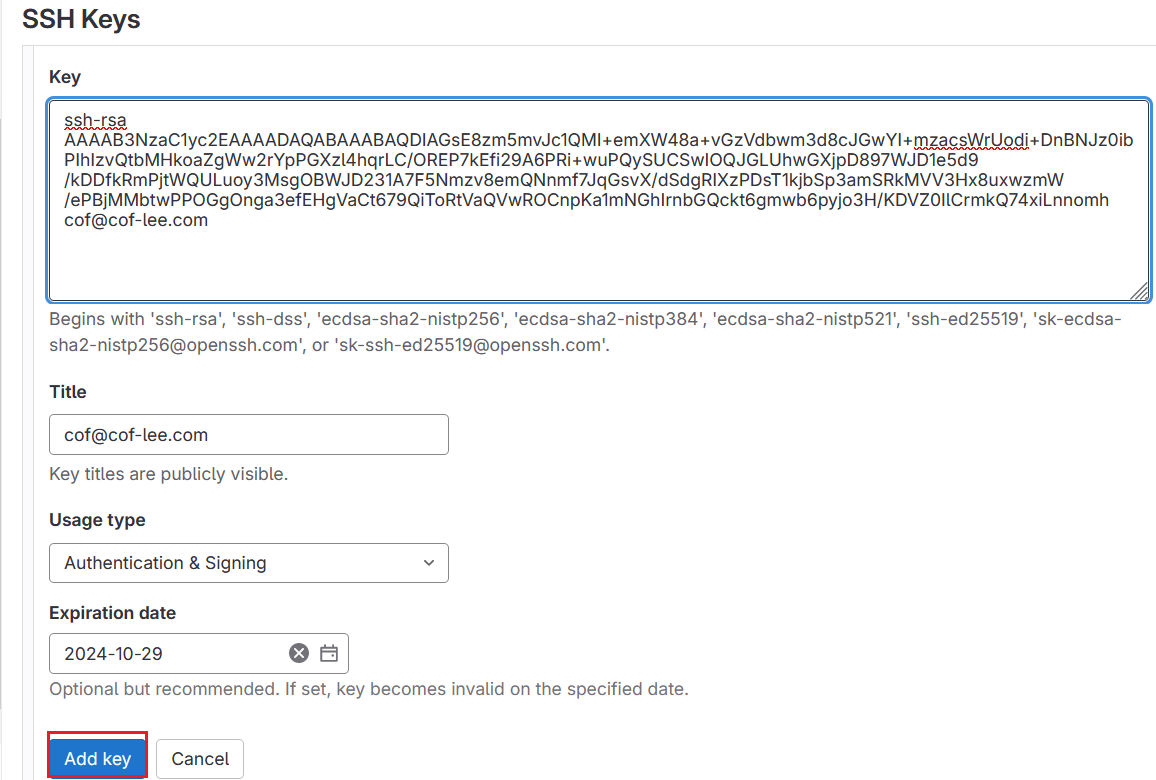 SSH Keys
Key
ssh-rsa
AAAAB3NzaC1yc2EAAAADAQABAAABAQDIAGsE8zm5mvJc1QMI+emXW48a+vGzVdbwm3d8cJGwYI+mzacsWrUodi+DnBNJz0ib
PIhIzvQtbMHkoaZgWw2rYpPGXzl4hqrLC/OREP7kEfi29A6PRi+wuPQySUCSwIOQJGLUhwGXjpD897WJD1e5d9
/kDDfkRmPjtWQULuoy3MsgOBWJD231A7F5Nmzv8emQNnmf7JqGsvX/dSdgRIXzPDsT1kjbSp3amSRkMVV3Hx8uxwzmW
/ePBjMMbtwPPOGgOnga3efEHgVaCt679QiToRtVaQVwROCnpKa1mNGhIrnbGQckt6gmwb6pyjo3H/KDVZ0IlCrmkQ74xiLnnomh
cof@cof-lee.com
Begins with 'ssh-rsa', 'ssh-dss', 'ecdsa-sha2-nistp256', 'ecdsa-sha2-nistp384', 'ecdsa-sha2-nistp521', 'ssh-ed25519', 'sk-ecdsa-
sha2-nistp256@openssh.com', or 'sk-ssh-ed25519@openssh.com'.
Title
cof@cof-lee.com
Key titles are publicly visible.
Usage type
Authentication & Signing
Expiration date
2024-10-29
Optional but recommended. If set, key becomes invalid on the specified date.
Add key Cancel